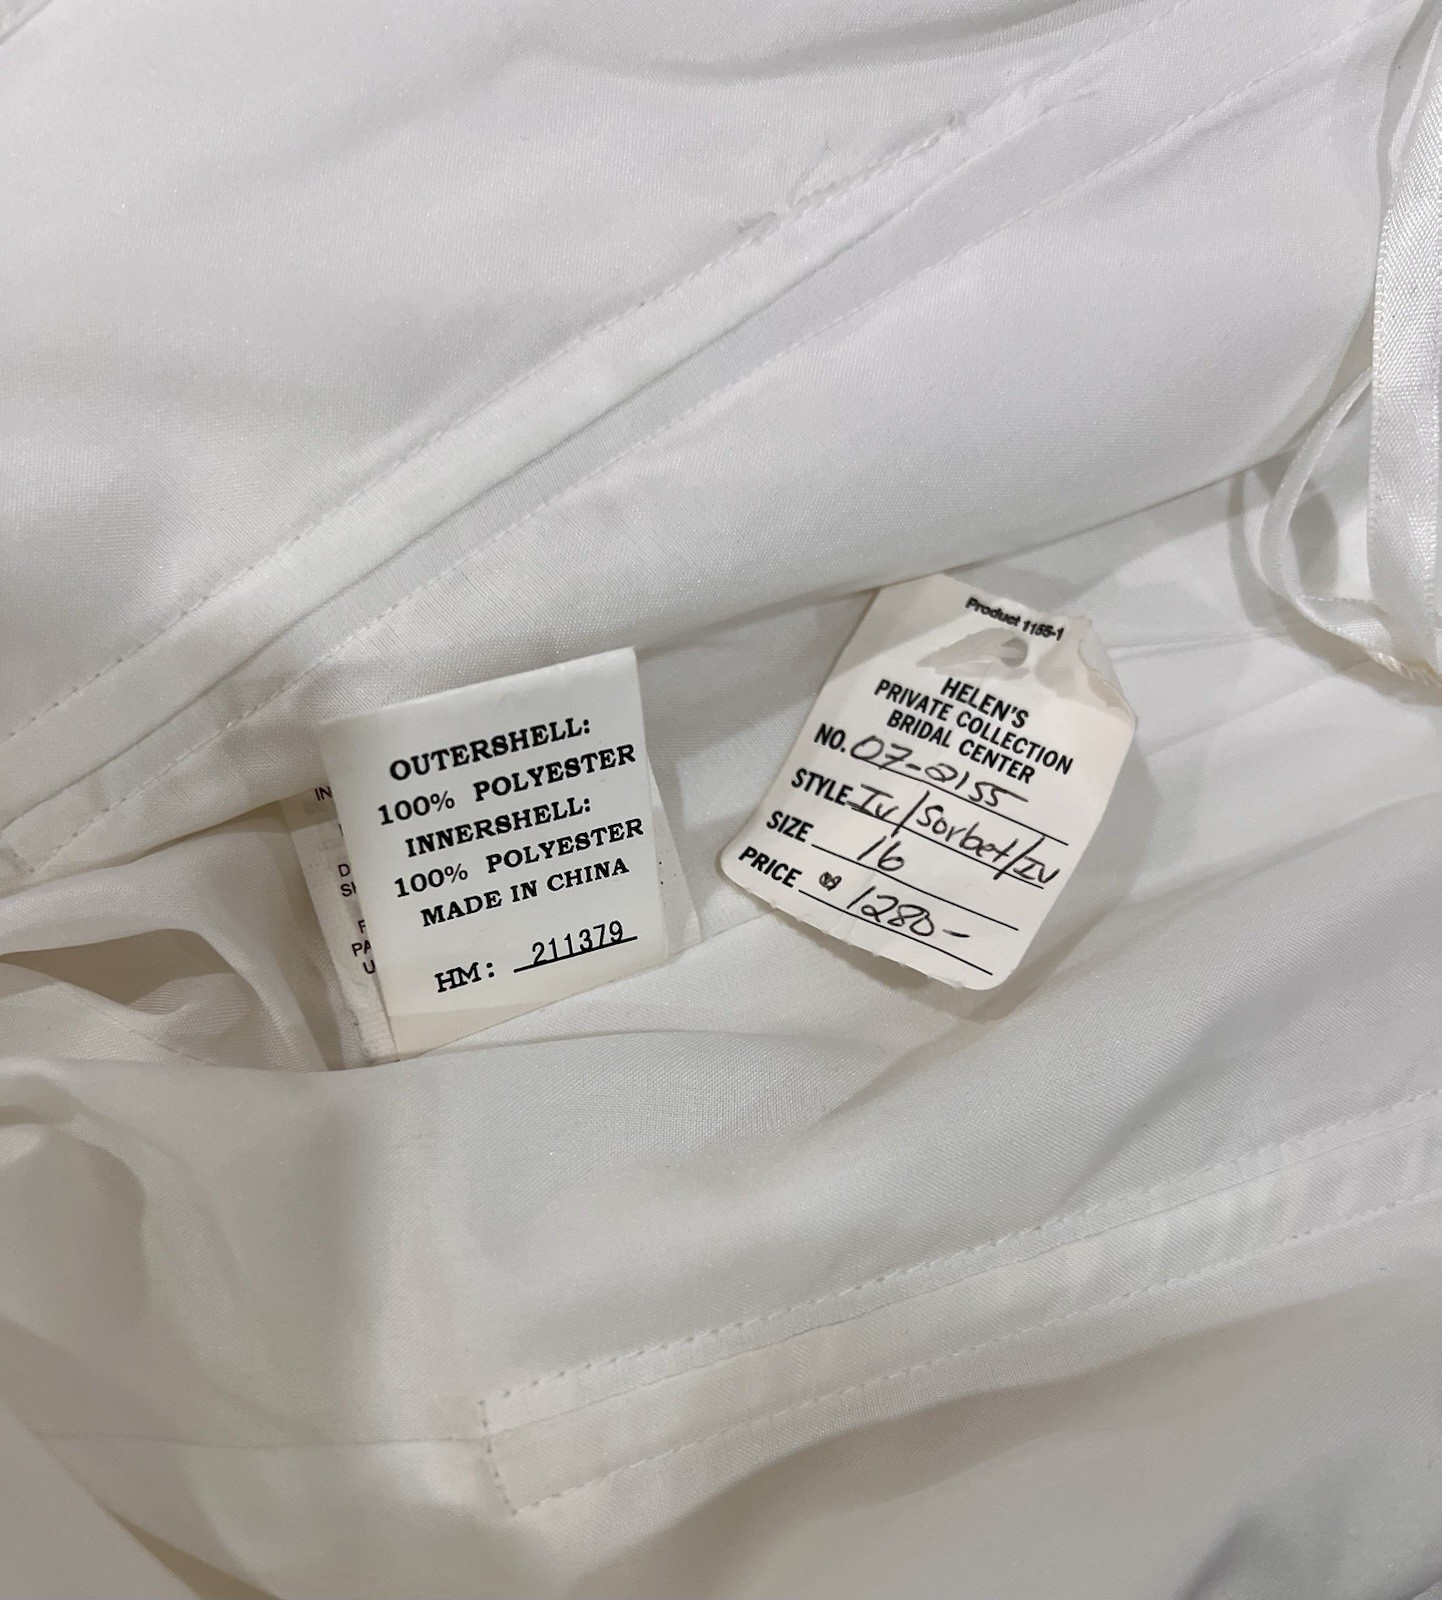 OUTERSHELL:
100% POLYESTER
INNERSHELL:
100% POLYESTER
MADE IN CHINA
HM: 211379
Product 1155-1
HELEN'S
PRIVATE COLLECTION
BRIDAL CENTER
NO. 07-2155
STYLE Iv/Sorbet/IV
SIZE 16
PRICE 1280-